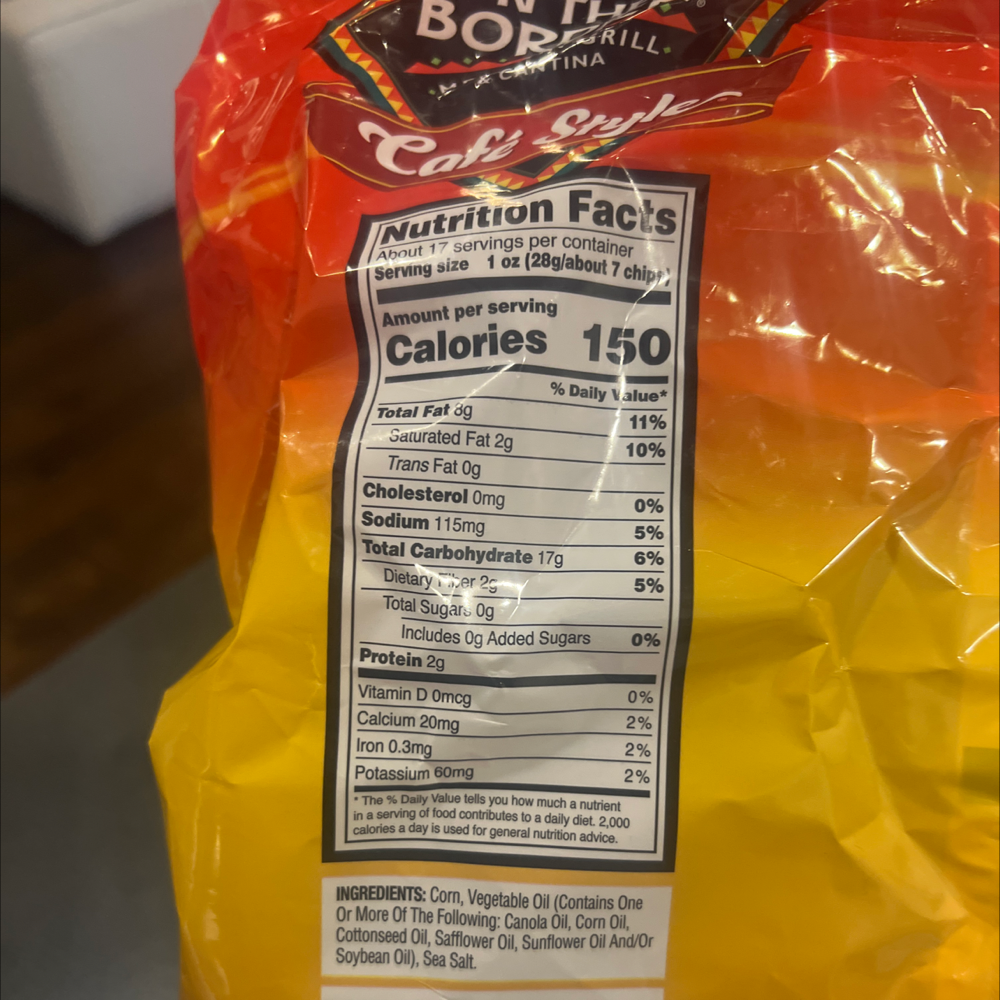 N THE
BORDER
GRILL
CANTINA
Café Style
Nutrition Facts
About 17 servings per container
Serving size 1 oz (28g/about 7 chips)
Amount per serving
Calories 150
% Daily Value*
Total Fat 8g 11%
Saturated Fat 2g 10%
Trans Fat 0g
Cholesterol 0mg 0%
Sodium 115mg 5%
Total Carbohydrate 17g 6%
Dietary Fiber 2g 5%
Total Sugars 0g
Includes 0g Added Sugars 0%
Protein 2g
Vitamin D 0mcg 0%
Calcium 20mg 2%
Iron 0.3mg 2%
Potassium 60mg 2%
* The % Daily Value tells you how much a nutrient
in a serving of food contributes to a daily diet. 2,000
calories a day is used for general nutrition advice.
INGREDIENTS: Corn, Vegetable Oil (Contains One
Or More Of The Following: Canola Oil, Corn Oil,
Cottonseed Oil, Safflower Oil, Sunflower Oil And/Or
Soybean Oil), Sea Salt.